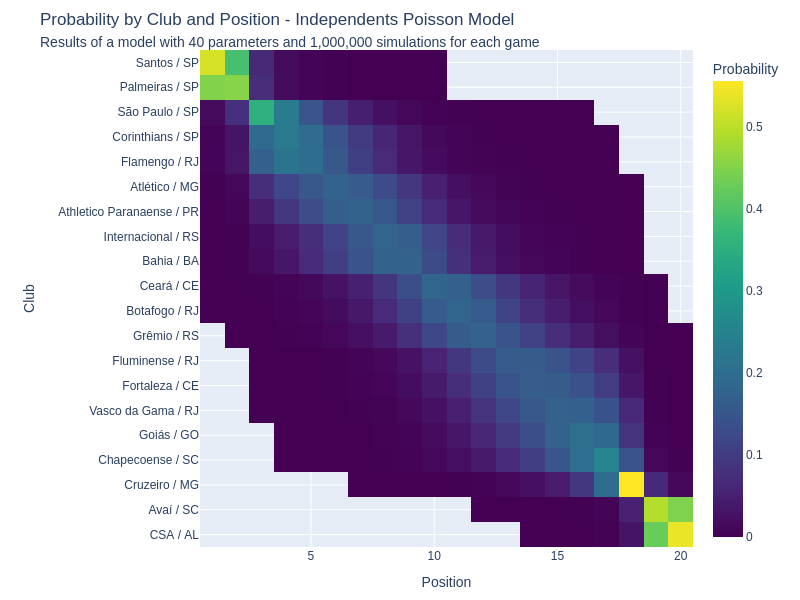 Probability by Club and Position - Independents Poisson Model
Results of a model with 40 parameters and 1,000,000 simulations for each game
Probability
Santos / SP
Palmeiras / SP
São Paulo / SP
Corinthians / SP
Flamengo / RJ
Atlético / MG
Athletico Paranaense / PR
Internacional / RS
Bahia / BA
Ceará / CE
Botafogo / RJ
Grêmio / RS
Fluminense / RJ
Fortaleza / CE
Vasco da Gama / RJ
Goiás / GO
Chapecoense / SC
Cruzeiro / MG
Avaí / SC
CSA / AL
Club
5
10
15
20
Position
0.5
0.4
0.3
0.2
0.1
0